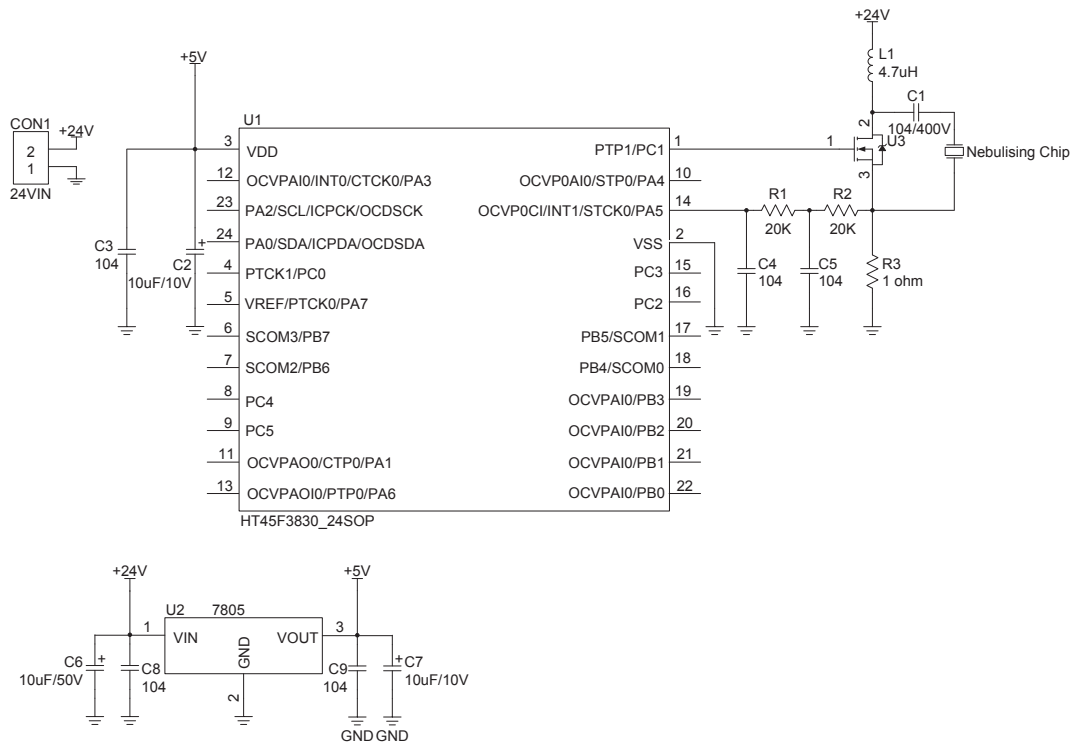 +24V
L1
4.7uH
C1
104/400V
2
U3
1
3
Nebulising Chip
+5V
CON1
+24V
2
1
24VIN
C3
104
C2
+
10uF/10V
U1
3 VDD
12 OCVPAI0/INT0/CTCK0/PA3
23 PA2/SCL/ICPCK/OCDSCK
24 PA0/SDA/ICPDA/OCDSDA
4 PTCK1/PC0
5 VREF/PTCK0/PA7
6 SCOM3/PB7
7 SCOM2/PB6
8 PC4
9 PC5
11 OCVPAO0/CTP0/PA1
13 OCVPAOI0/PTP0/PA6
PTP1/PC1 1
OCVP0AI0/STP0/PA4 10
OCVP0CI/INT1/STCK0/PA5 14
VSS 2
PC3 15
PC2 16
PB5/SCOM1 17
PB4/SCOM0 18
OCVPAI0/PB3 19
OCVPAI0/PB2 20
OCVPAI0/PB1 21
OCVPAI0/PB0 22
HT45F3830_24SOP
R1
20K
R2
20K
C4
104
C5
104
R3
1 ohm
+24V
+5V
U2 7805
1 VIN
VOUT 3
GND
2
C6
+
10uF/50V
C8
104
C9
104
+
C7
10uF/10V
GND GND